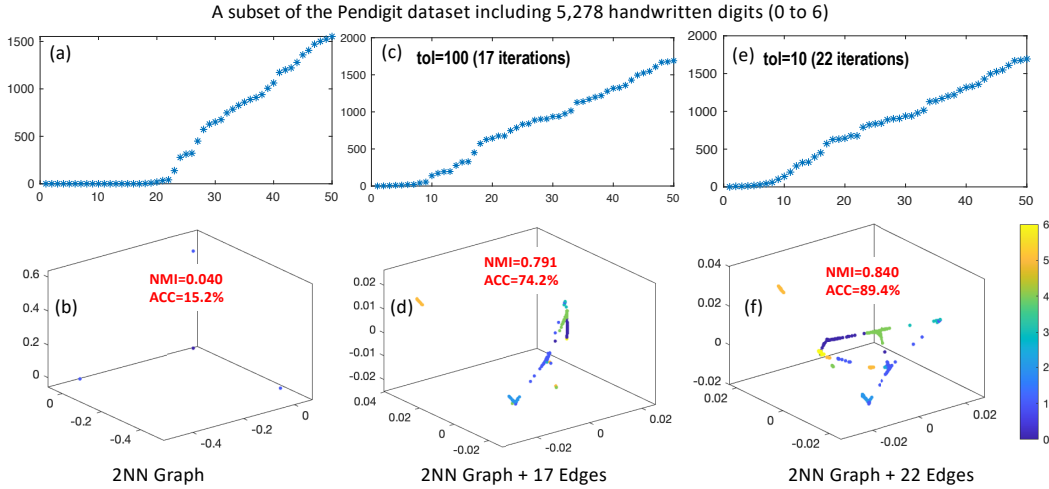 A subset of the Pendigit dataset including 5,278 handwritten digits (0 to 6)
(a)
1500
1000
500
0
0 10 20 30 40 50
(c)
tol=100 (17 iterations)
2000
1500
1000
500
0
0 10 20 30 40 50
(e)
tol=10 (22 iterations)
2000
1500
1000
500
0
0 10 20 30 40 50
(b)
NMI=0.040
ACC=15.2%
0.6
0.4
0.2
0
0 -0.2 -0.4
-0.4 -0.2 0
2NN Graph
(d)
NMI=0.791
ACC=74.2%
0.02
0.01
0
-0.01
-0.02
0.04 0.02 0 -0.02
-0.02 0 0.02
2NN Graph + 17 Edges
(f)
NMI=0.840
ACC=89.4%
0.04
0.02
0
-0.02
0.02 0 -0.02
-0.02 0 0.02
2NN Graph + 22 Edges
6
5
4
3
2
1
0